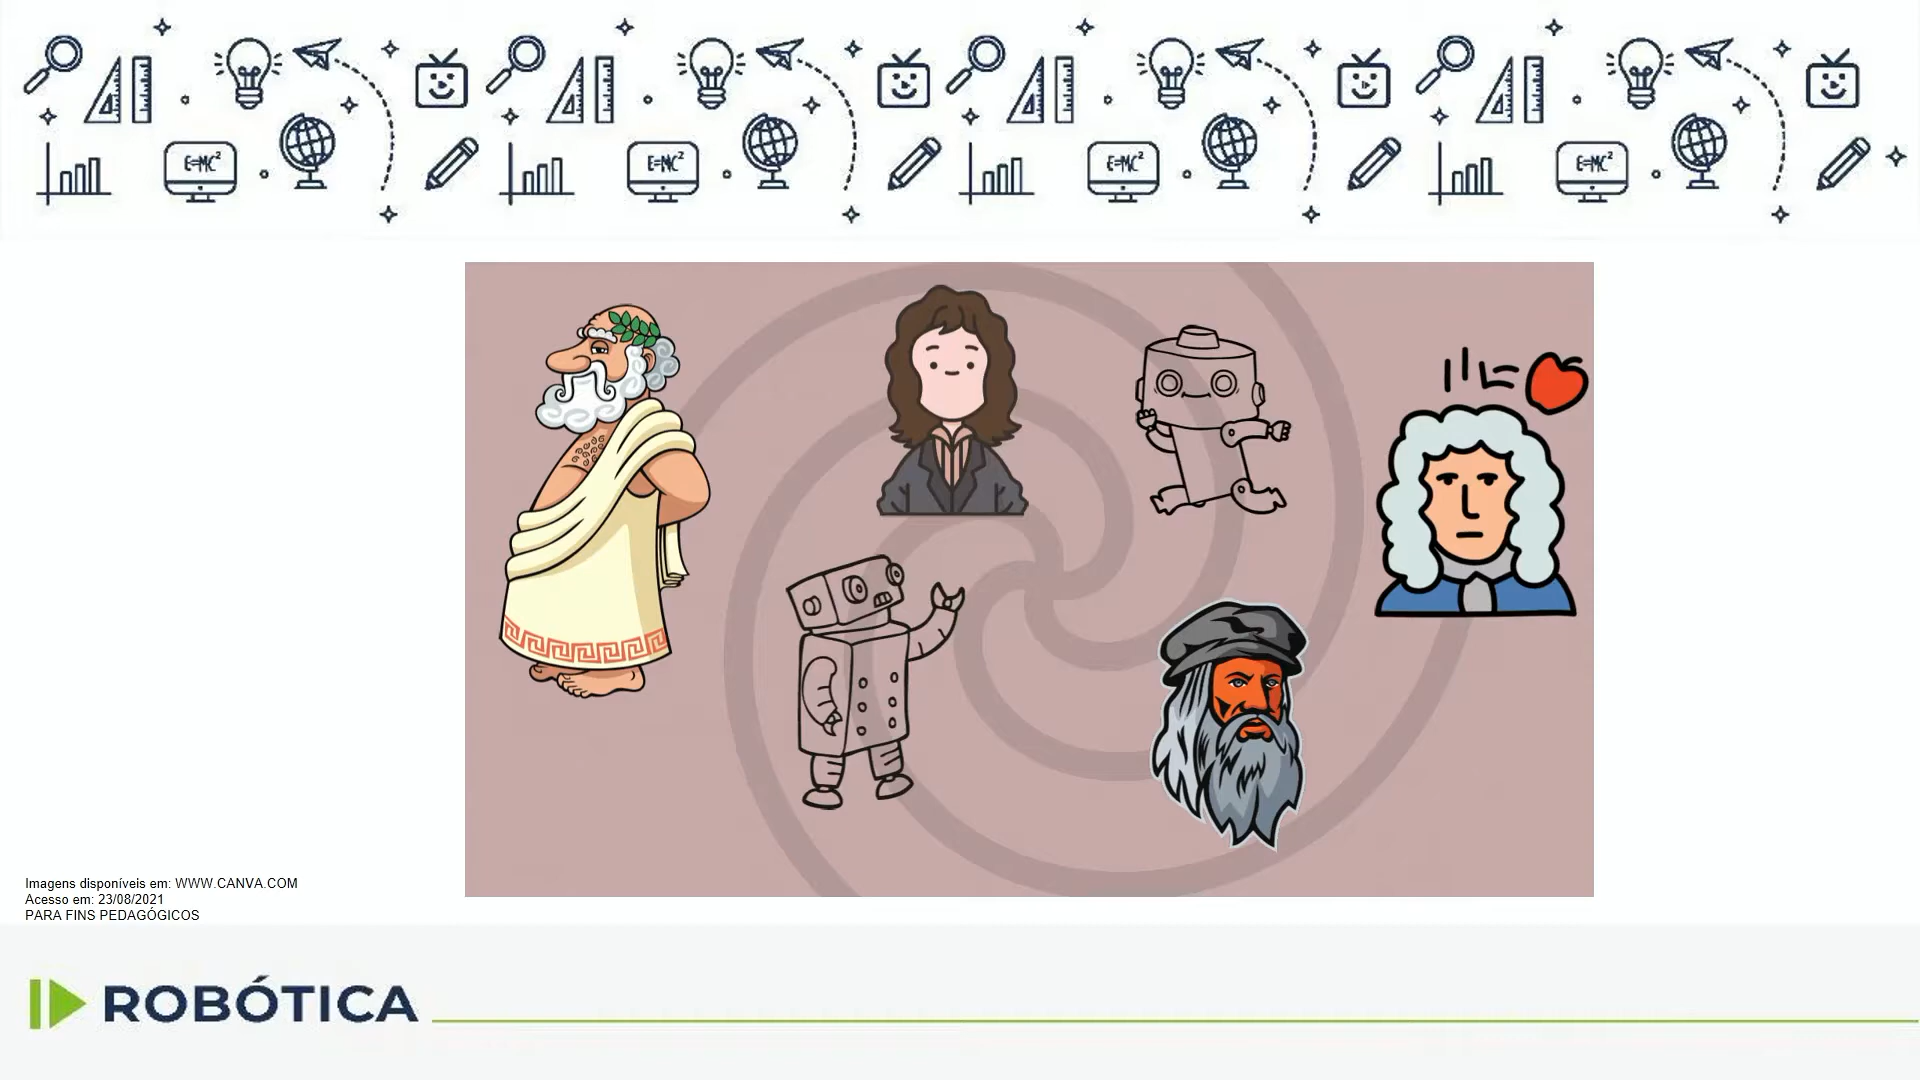 E=MC²
E=MC²
E=MC²
E=MC²
Imagens disponíveis em: WWW.CANVA.COM
Acesso em: 23/08/2021
PARA FINS PEDAGÓGICOS
ROBÓTICA